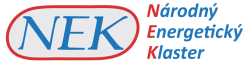 NEK
Národný
Energetický
Klaster